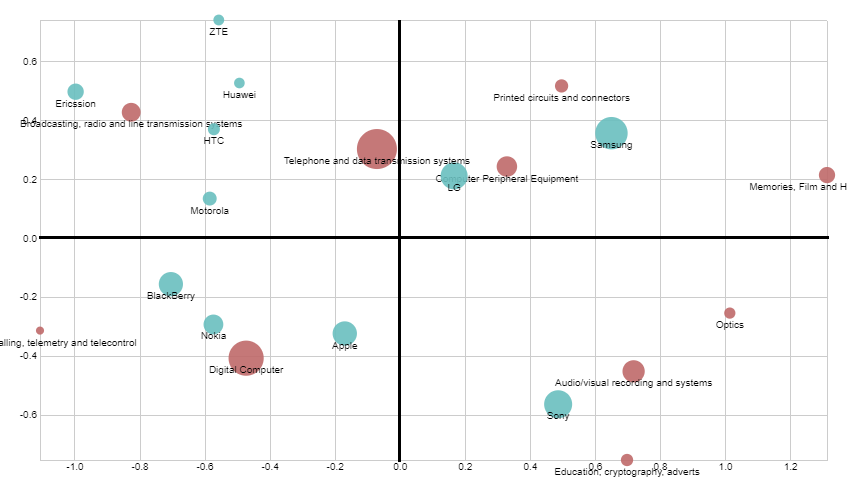 ZTE
0.6
Huawei
Printed circuits and connectors
Ericssion
0.4
Broadcasting, radio and line transmission systems
HTC
Samsung
Telephone and data transmission systems
0.2
Computer Peripheral Equipment
LG
Memories, Film and H
Motorola
0.0
-0.2
BlackBerry
Optics
Nokia
alling, telemetry and telecontrol
Apple
-0.4
Digital Computer
Audio/visual recording and systems
-0.6
Sony
-1.0 -0.8 -0.6 -0.4 -0.2 0.0 0.2 0.4 0.6 0.8 1.0 1.2
Education, cryptography, adverts